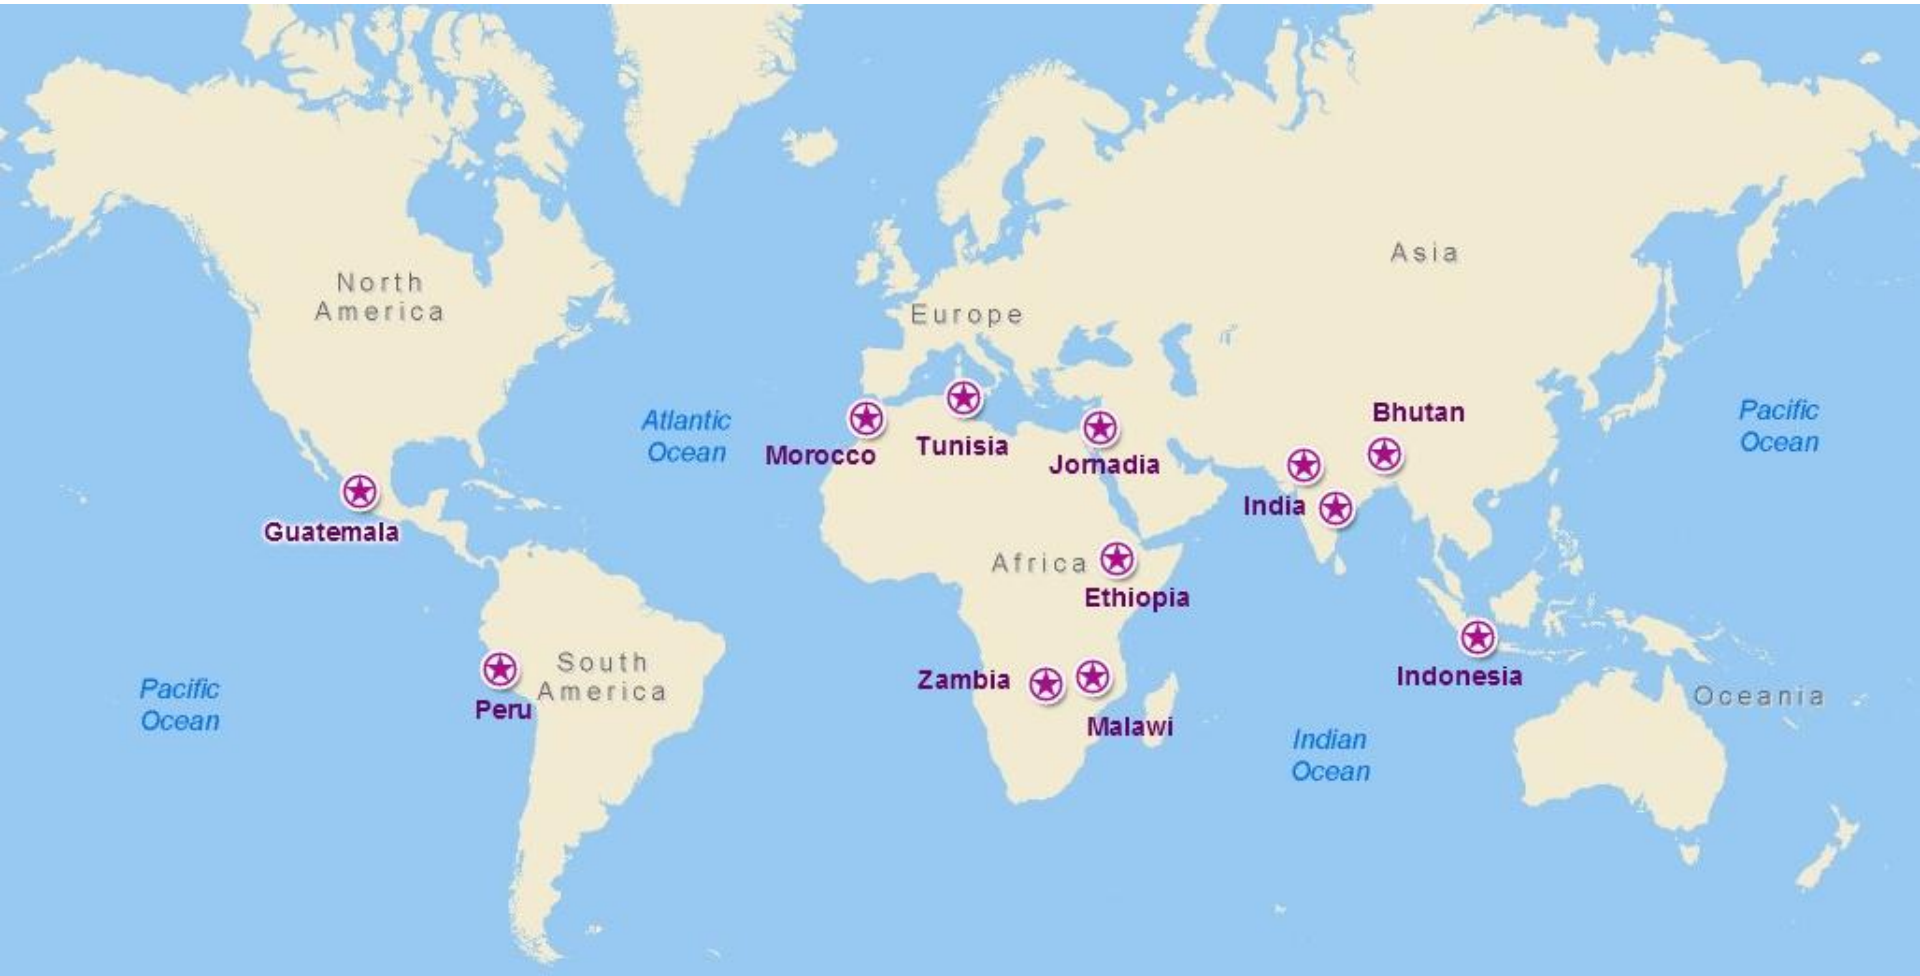 North
America
Asia
Europe
Atlantic
Ocean
Pacific
Ocean
Bhutan
Morocco
Tunisia
Jornadia
India
Guatemala
Africa
Ethiopia
South
America
Zambia
Indonesia
Oceania
Pacific
Ocean
Peru
Malawi
Indian
Ocean